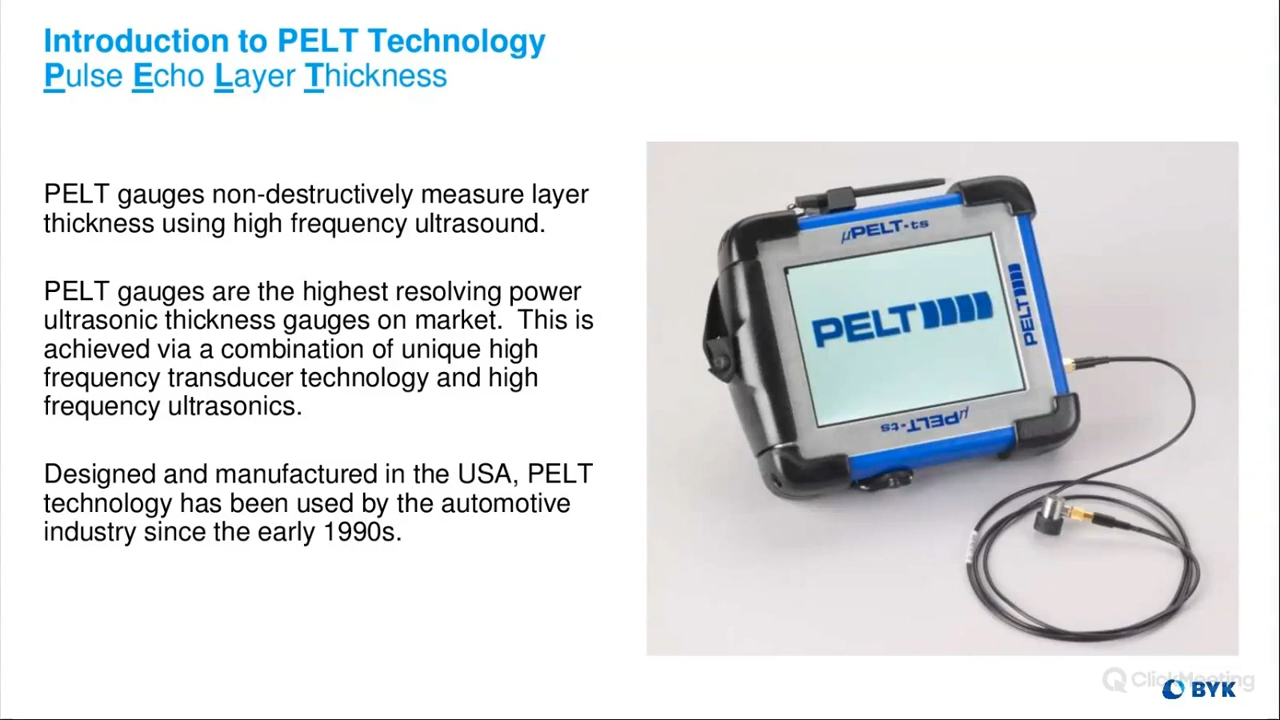 Introduction to PELT Technology
Pulse Echo Layer Thickness
PELT gauges non-destructively measure layer
thickness using high frequency ultrasound.
PELT gauges are the highest resolving power
ultrasonic thickness gauges on market.  This is
achieved via a combination of unique high
frequency transducer technology and high
frequency ultrasonics.
Designed and manufactured in the USA, PELT
technology has been used by the automotive
industry since the early 1990s.
µPELT-ts
PELT
PELT
µPELT-ts
ClickMeeting
BYK